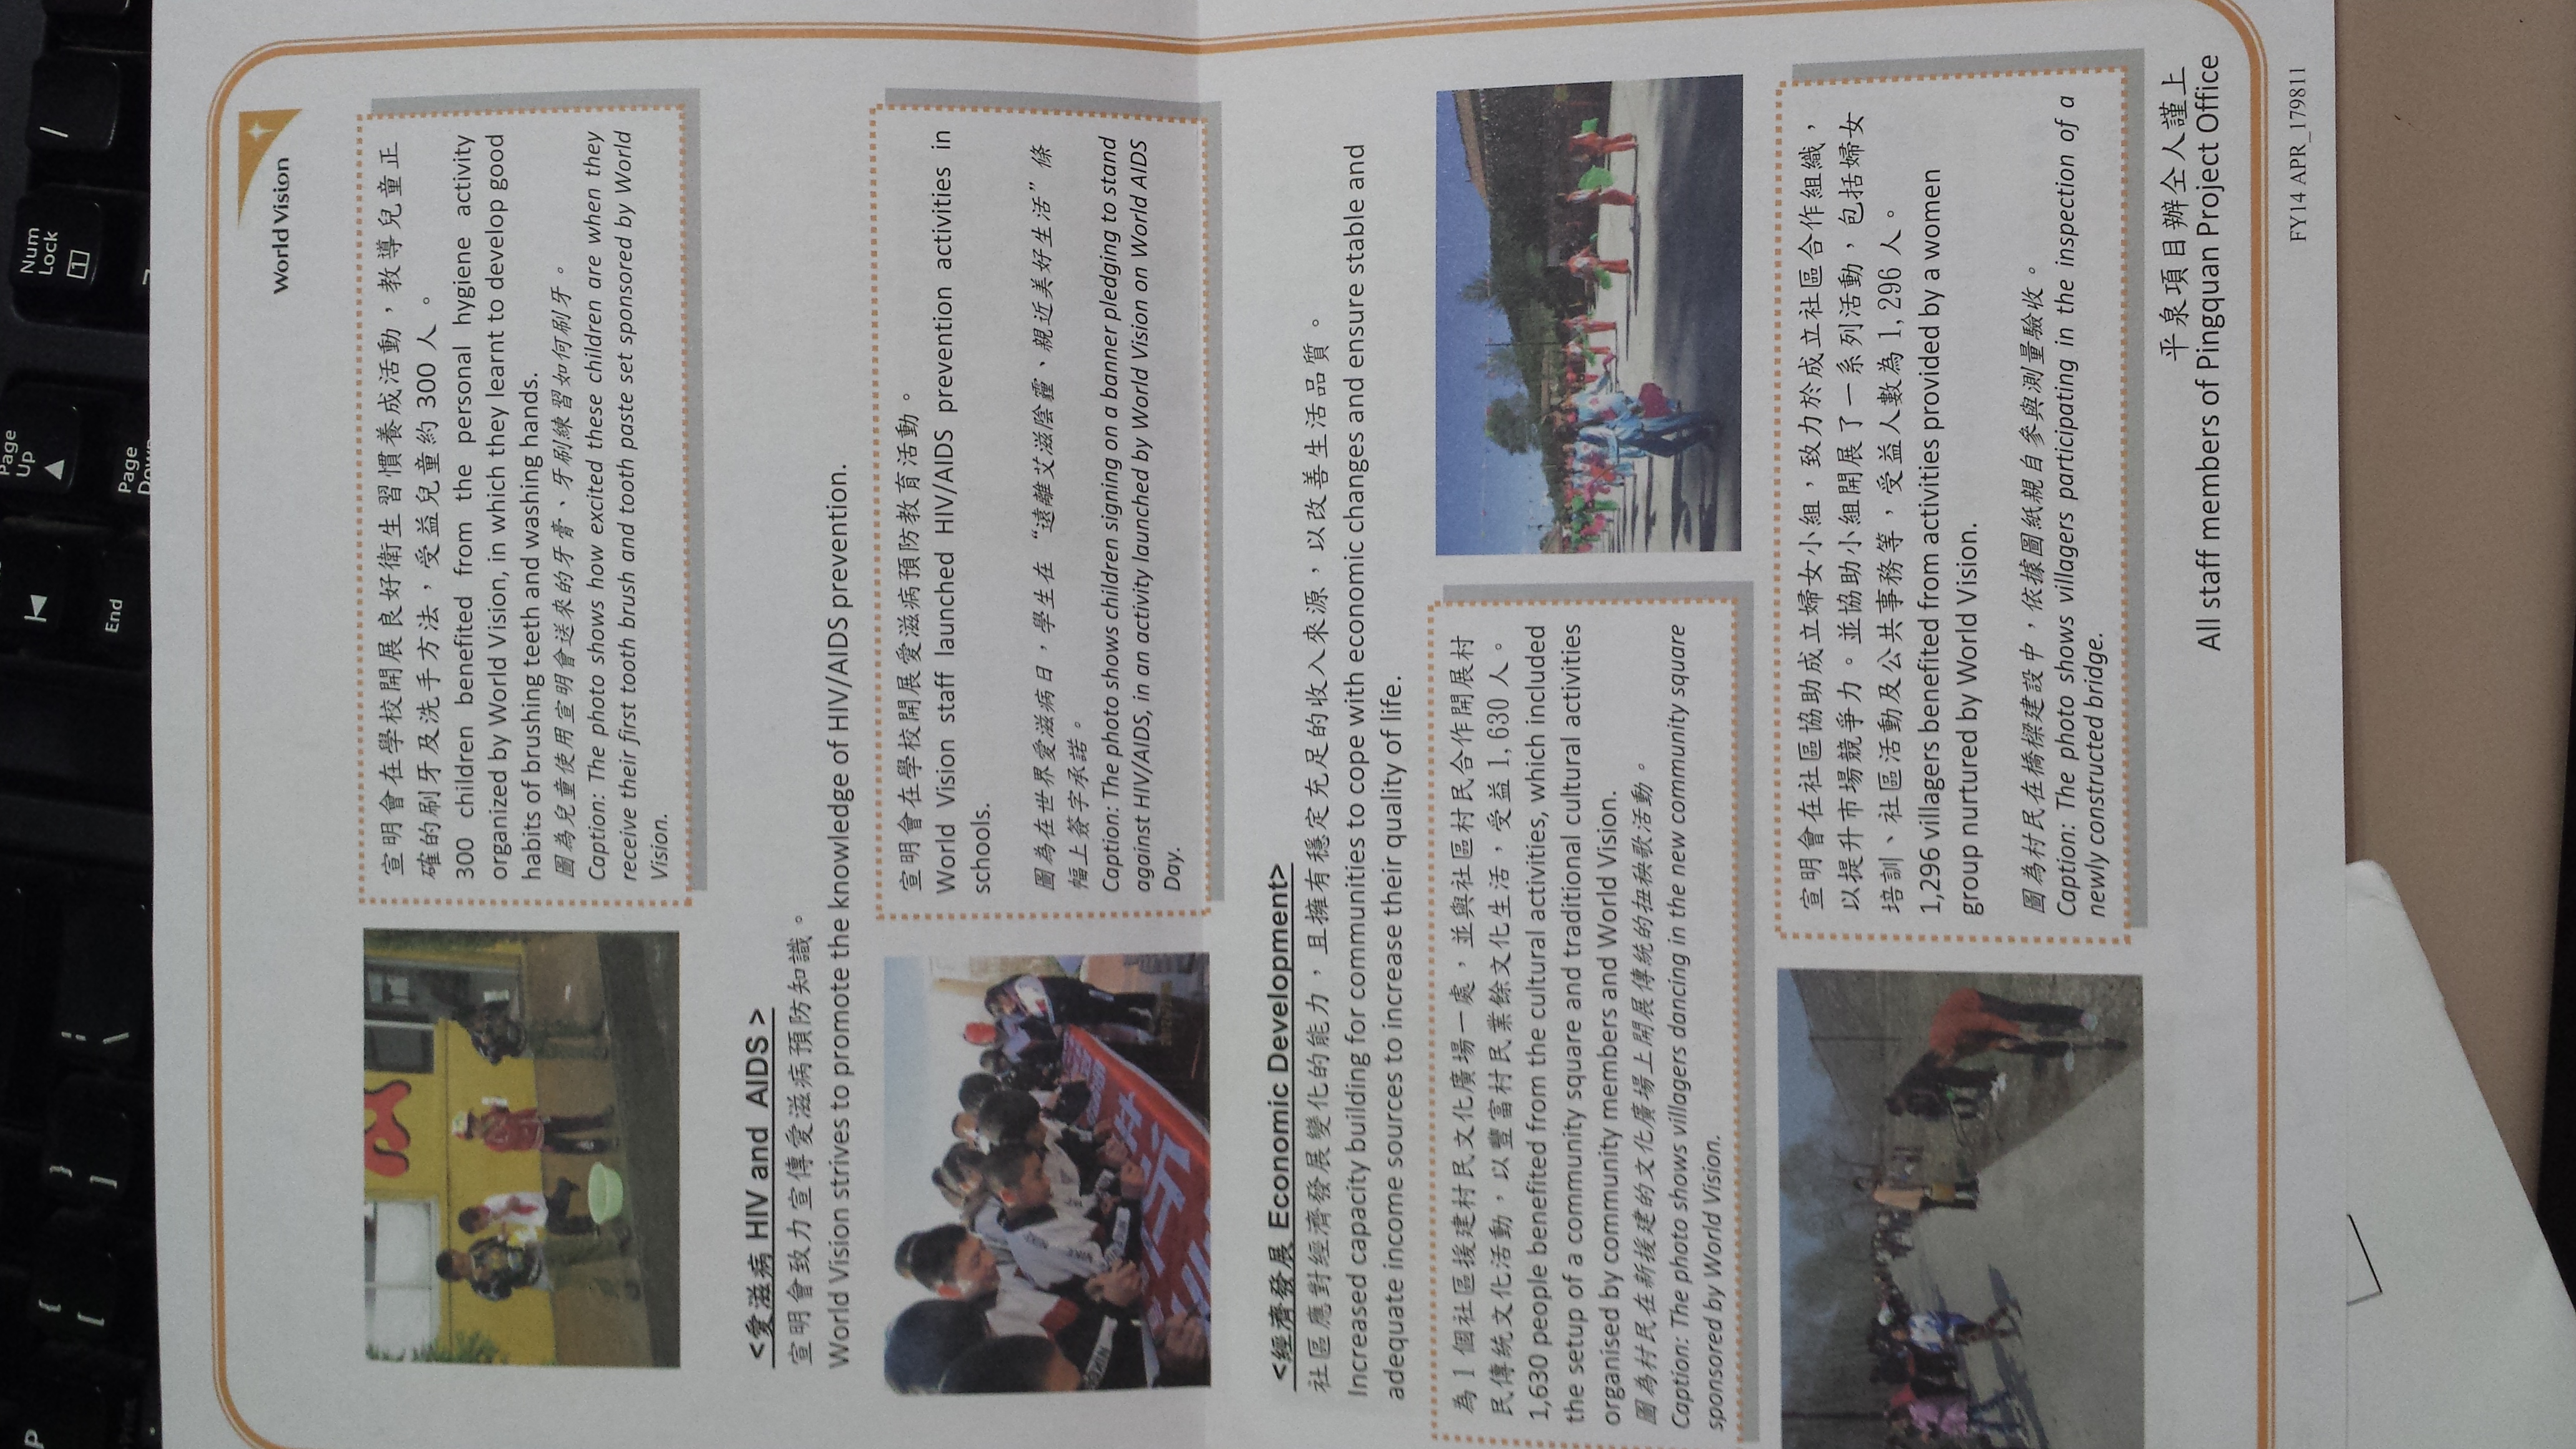 P
{
[
}
]
¦
\
End
Page
Up
Page
Down
Num
Lock
1
/
World Vision
宣明會在學校開展良好衛生習慣養成活動，教導兒童正
確的刷牙及洗手方法，受益兒童約 300 人 。
300 children benefited from the personal hygiene activity
organized by World Vision, in which they learnt to develop good
habits of brushing teeth and washing hands.
圖為兒童使用宣明會送來的牙膏、牙刷練習如何刷牙。
Caption: The photo shows how excited these children are when they
receive their first tooth brush and tooth paste set sponsored by World
Vision.
<愛滋病 HIV and AIDS >
宣明會致力宣傳愛滋病預防知識。
World Vision strives to promote the knowledge of HIV/AIDS prevention.
宣明會在學校開展愛滋病預防教育活動。
World Vision staff launched HIV/AIDS prevention activities in
schools.
圖為在世界愛滋病日，學生在 “遠離艾滋陰霾、親近美好生活” 條
幅上簽字承諾。
Caption: The photo shows children signing on a banner pledging to stand
against HIV/AIDS, in an activity launched by World Vision on World AIDS
Day.
<經濟發展 Economic Development>
社區應對經濟發展變化的能力，且擁有穩定充足的收入來源，以改善生活品質。
Increased capacity building for communities to cope with economic changes and ensure stable and
adequate income sources to increase their quality of life.
為 1 個社區援建村民文化廣場一處，並與社區村民合作開展村
民傳統文化活動，以豐富村民業餘文化生活，受益 1,630 人。
1,630 people benefited from the cultural activities, which included
the setup of a community square and traditional cultural activities
organised by community members and World Vision.
圖為村民在新援建的文化廣場上開展傳統的扭秧歌活動。
Caption: The photo shows villagers dancing in the new community square
sponsored by World Vision.
宣明會在社區協助成立婦女小組，致力於成立社區合作組織，
以提升市場競爭力。並協助小組開展了一系列活動，包括婦女
培訓、社區活動及公共事務等，受益人數為 1,296 人。
1,296 villagers benefited from activities provided by a women
group nurtured by World Vision.
圖為村民在橋樑建設中，依據圖紙親自參與測量驗收。
Caption: The photo shows villagers participating in the inspection of a
newly constructed bridge.
平泉項目辦仝人謹上
All staff members of Pingquan Project Office
FY14 APR_179811